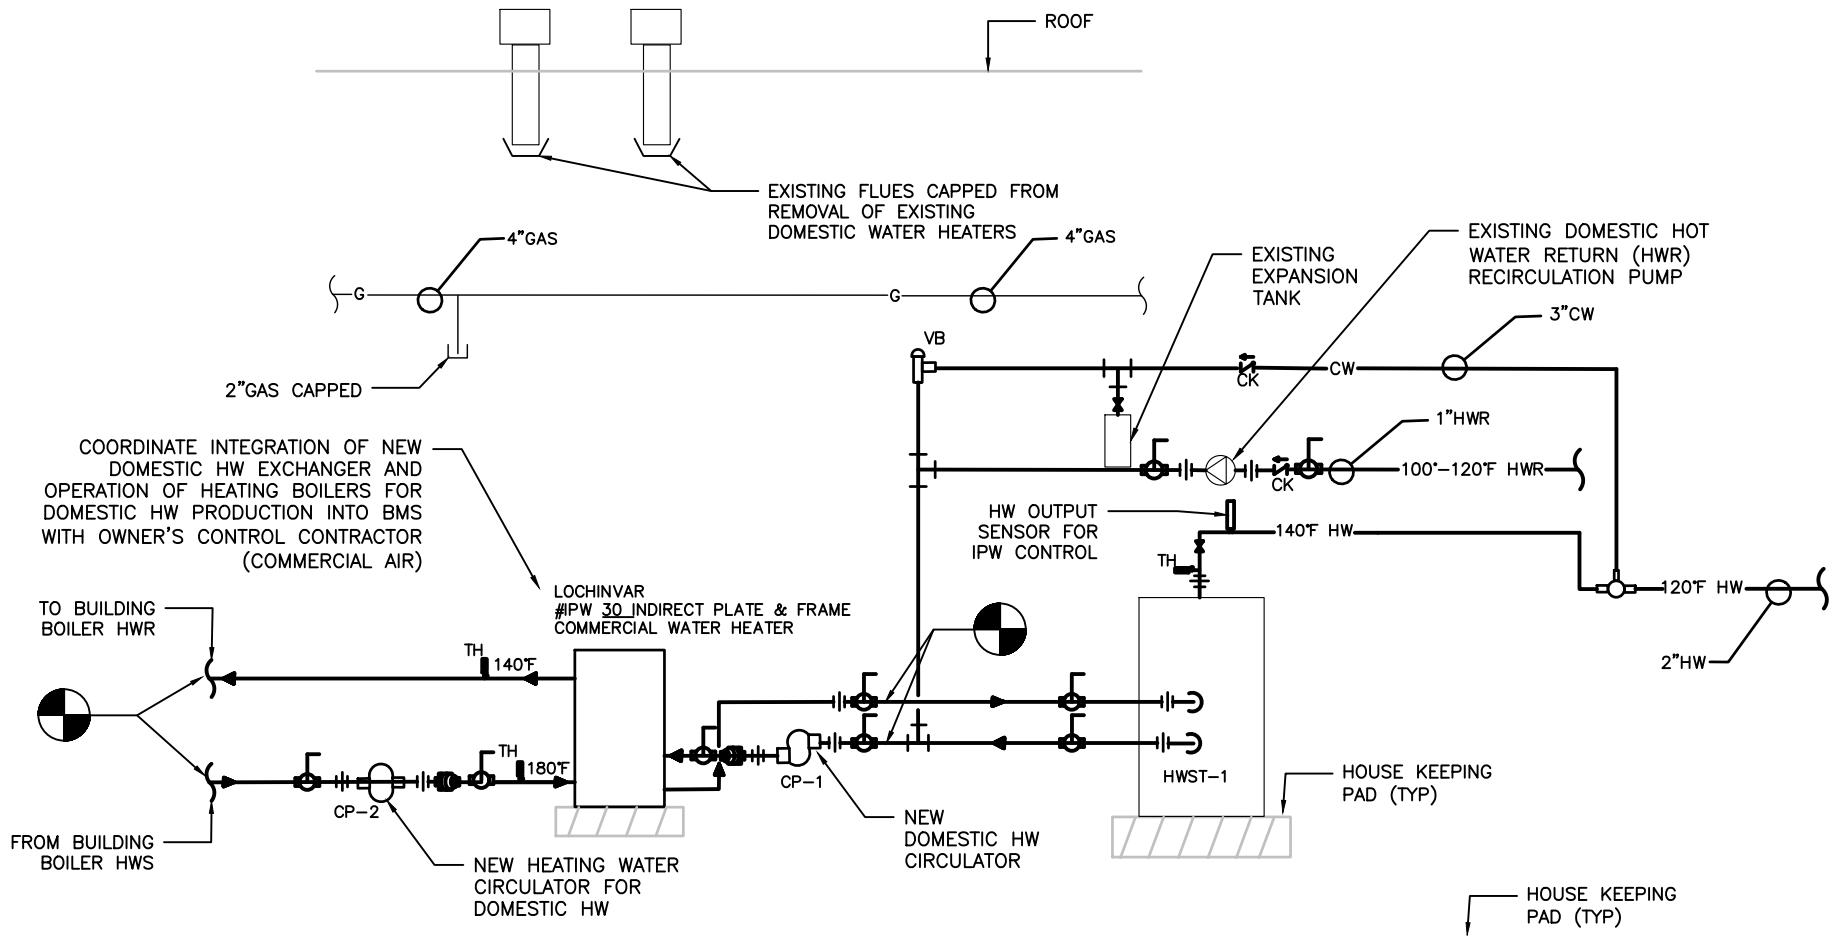 ROOF
EXISTING FLUES CAPPED FROM
REMOVAL OF EXISTING
DOMESTIC WATER HEATERS
4"GAS
4"GAS
G
G
2"GAS CAPPED
EXISTING
EXPANSION
TANK
EXISTING DOMESTIC HOT
WATER RETURN (HWR)
RECIRCULATION PUMP
3"CW
VB
CK
CW
1"HWR
100°-120°F HWR
CK
COORDINATE INTEGRATION OF NEW
DOMESTIC HW EXCHANGER AND
OPERATION OF HEATING BOILERS FOR
DOMESTIC HW PRODUCTION INTO BMS
WITH OWNER'S CONTROL CONTRACTOR
(COMMERCIAL AIR)
HW OUTPUT
SENSOR FOR
IPW CONTROL
140°F HW
TH
120°F HW
2"HW
LOCHINVAR
#IPW 30 INDIRECT PLATE & FRAME
COMMERCIAL WATER HEATER
TO BUILDING
BOILER HWR
TH
140°F
TH
180°F
CP-2
CP-1
HWST-1
FROM BUILDING
BOILER HWS
NEW HEATING WATER
CIRCULATOR FOR
DOMESTIC HW
NEW
DOMESTIC HW
CIRCULATOR
HOUSE KEEPING
PAD (TYP)
HOUSE KEEPING
PAD (TYP)